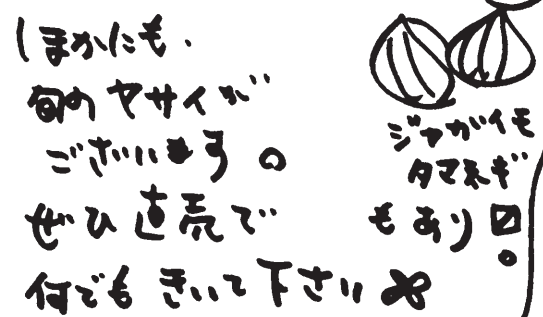 ほかにも、
旬のヤサイが
ございます。
ぜひ直売で
何でもきいて下さい
ジャガイモ
タマネギ
もあり〼。